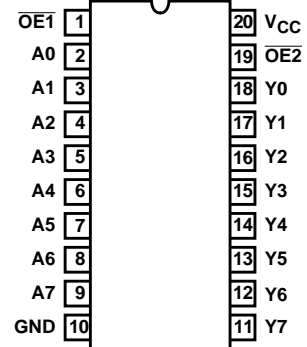 OE1 1 20 VCC
A0 2 19 OE2
A1 3 18 Y0
A2 4 17 Y1
A3 5 16 Y2
A4 6 15 Y3
A5 7 14 Y4
A6 8 13 Y5
A7 9 12 Y6
GND 10 11 Y7